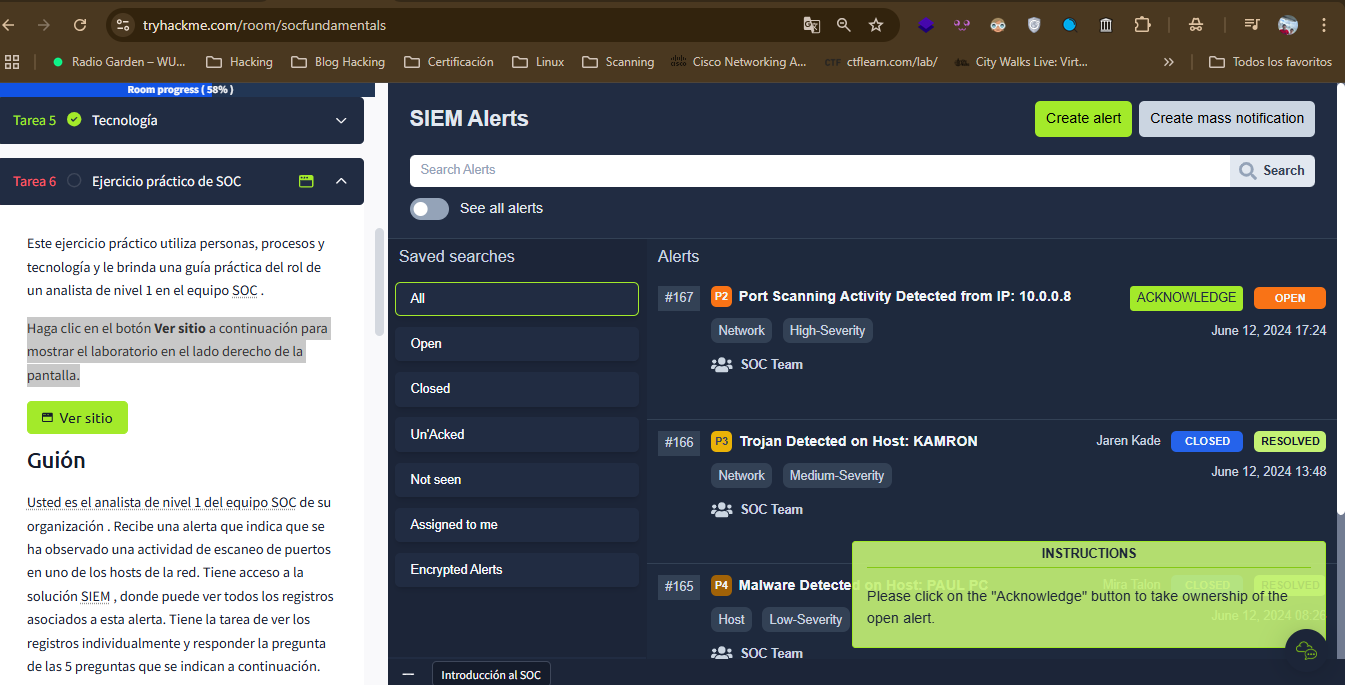 tryhackme.com/room/socfundamentals
Radio Garden – WU... Hacking Blog Hacking Certificación Linux Scanning Cisco Networking A... CTF ctflearn.com/lab/ City Walks Live: Virt... » Todos los favoritos
Room progress ( 58% )
Tarea 5 Tecnología
Tarea 6 Ejercicio práctico de SOC
Este ejercicio práctico utiliza personas, procesos y
tecnología y le brinda una guía práctica del rol de
un analista de nivel 1 en el equipo SOC .
Haga clic en el botón Ver sitio a continuación para
mostrar el laboratorio en el lado derecho de la
pantalla.
Ver sitio
Guión
Usted es el analista de nivel 1 del equipo SOC de su
organización . Recibe una alerta que indica que se
ha observado una actividad de escaneo de puertos
en uno de los hosts de la red. Tiene acceso a la
solución SIEM , donde puede ver todos los registros
asociados a esta alerta. Tiene la tarea de ver los
registros individualmente y responder la pregunta
de las 5 preguntas que se indican a continuación.
SIEM Alerts
Create alert Create mass notification
Search Alerts Search
See all alerts
Saved searches
All
Open
Closed
Un'Acked
Not seen
Assigned to me
Encrypted Alerts
Alerts
#167 P2 Port Scanning Activity Detected from IP: 10.0.0.8 ACKNOWLEDGE OPEN
Network High-Severity June 12, 2024 17:24
SOC Team
#166 P3 Trojan Detected on Host: KAMRON Jaren Kade CLOSED RESOLVED
Network Medium-Severity June 12, 2024 13:48
SOC Team
#165 P4 Malware Detected on Host: PAUL PC Mira Talon CLOSED RESOLVED
Host Low-Severity June 12, 2024 08:26
SOC Team
INSTRUCTIONS
Please click on the "Acknowledge" button to take ownership of the
open alert.
Introducción al SOC